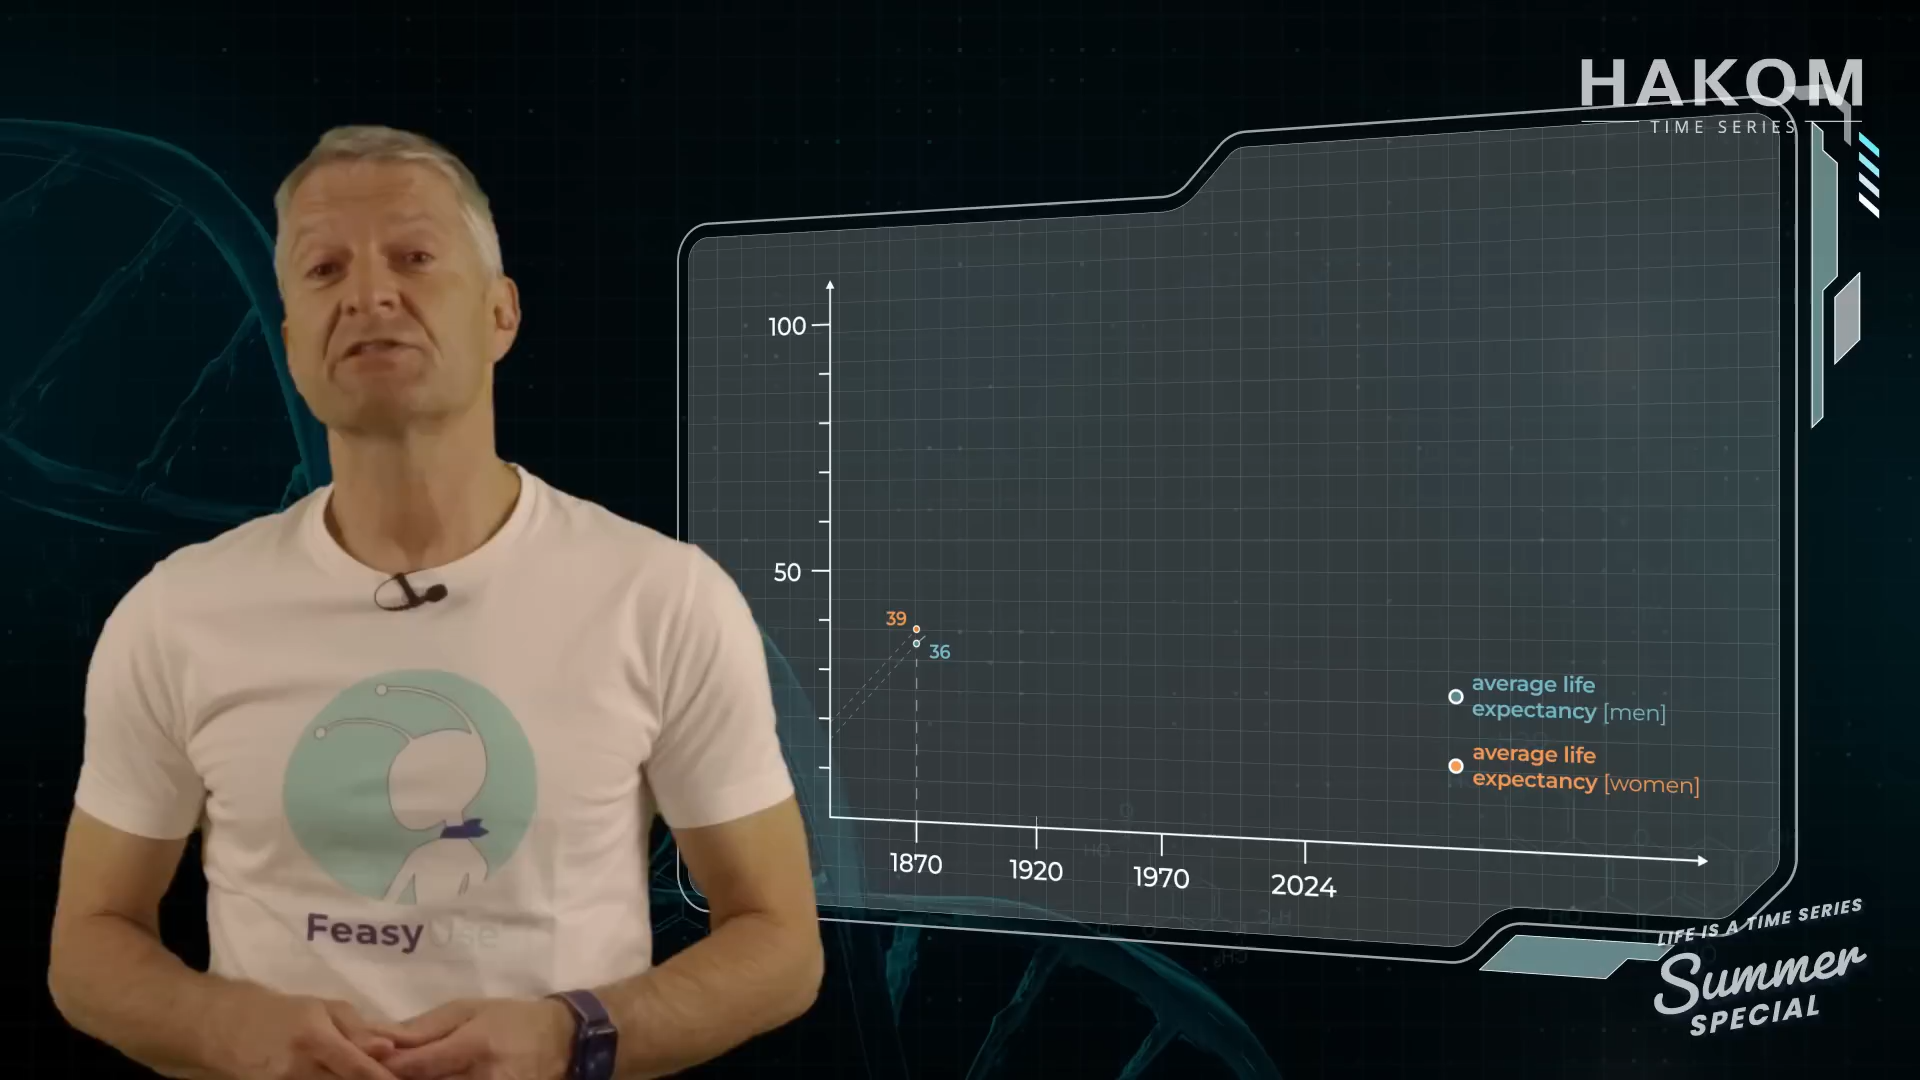 HAKOM
TIME SERIES
100
50
39
36
average life
expectancy [men]
average life
expectancy [women]
1870
1920
1970
2024
FeasyUse
LIFE IS A TIME SERIES
Summer
SPECIAL